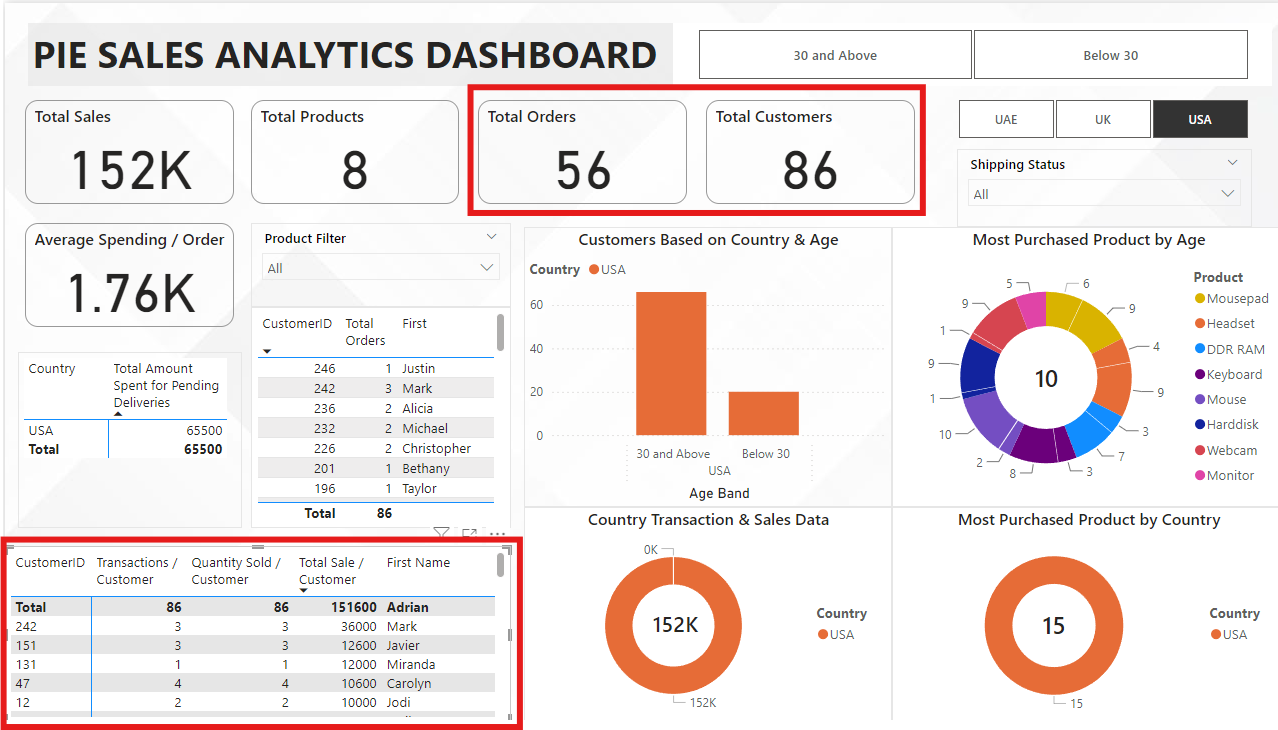 PIE SALES ANALYTICS DASHBOARD
30 and Above
Below 30
Total Sales
152K
Total Products
8
Total Orders
56
Total Customers
86
UAE
UK
USA
Shipping Status
All
Average Spending / Order
1.76K
Product Filter
All
Country
Total Amount
Spent for Pending
Deliveries
USA 65500
Total 65500
CustomerID Total Orders First
246 1 Justin
242 3 Mark
236 2 Alicia
232 2 Michael
226 2 Christopher
201 1 Bethany
196 1 Taylor
Total 86
Customers Based on Country & Age
Country USA
60
40
20
0
30 and Above
Below 30
USA
Age Band
Most Purchased Product by Age
5
6
9
9
1
4
9
9
1
3
10
7
2
8
3
10
Product
Mousepad
Headset
DDR RAM
Keyboard
Mouse
Harddisk
Webcam
Monitor
CustomerID Transactions / Customer Quantity Sold / Customer Total Sale / Customer First Name
Total 86 86 151600 Adrian
242 3 3 36000 Mark
151 3 3 12600 Javier
131 1 1 12000 Miranda
47 4 4 10600 Carolyn
12 2 2 10000 Jodi
Country Transaction & Sales Data
0K
152K
152K
Country
USA
Most Purchased Product by Country
15
15
Country
USA